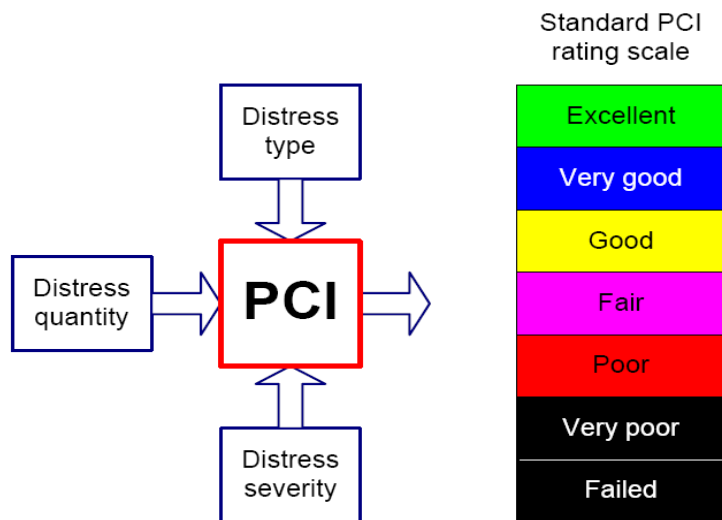 Standard PCI
rating scale
Distress
type
Distress
quantity
PCI
Distress
severity
Excellent
Very good
Good
Fair
Poor
Very poor
Failed